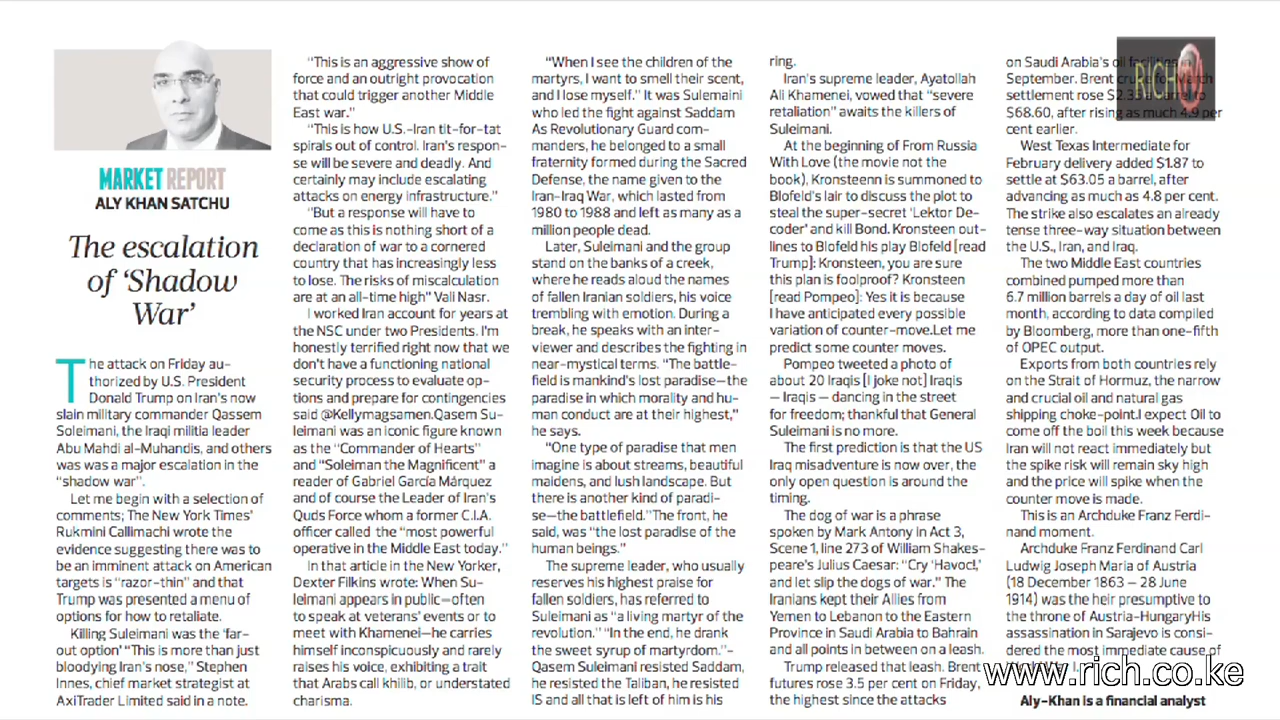 MARKET REPORT
ALY KHAN SATCHU
The escalation
of ‘Shadow
War’
The attack on Friday au-
thorized by U.S. President
Donald Trump on Iran's now
slain military commander Qassem
Soleimani, the Iraqi militia leader
Abu Mahdi al-Muhandis, and others
was was a major escalation in the
“shadow war”.
Let me begin with a selection of
comments; The New York Times'
Rukmini Callimachi wrote the
evidence suggesting there was to
be an imminent attack on American
targets is “razor-thin” and that
Trump was presented a menu of
options for how to retaliate.
Killing Suleimani was the ‘far-
out option’ “This is more than just
bloodying Iran's nose,” Stephen
Innes, chief market strategist at
AxiTrader Limited said in a note.
“This is an aggressive show of
force and an outright provocation
that could trigger another Middle
East war.”
“This is how U.S.-Iran tit-for-tat
spirals out of control. Iran's respon-
se will be severe and deadly. And
certainly may include escalating
attacks on energy infrastructure.”
“But a response will have to
come as this is nothing short of a
declaration of war to a cornered
country that has increasingly less
to lose. The risks of miscalculation
are at an all-time high” Vali Nasr.
I worked Iran account for years at
the NSC under two Presidents. I'm
honestly terrified right now that we
don't have a functioning national
security process to evaluate op-
tions and prepare for contingencies
said @Kellymagsamen.Qasem Su-
leimani was an iconic figure known
as the “Commander of Hearts”
and “Soleiman the Magnificent” a
reader of Gabriel García Márquez
and of course the Leader of Iran's
Quds Force whom a former C.I.A.
officer called the “most powerful
operative in the Middle East today.”
In that article in the New Yorker,
Dexter Filkins wrote: When Su-
leimani appears in public—often
to speak at veterans' events or to
meet with Khamenei—he carries
himself inconspicuously and rarely
raises his voice, exhibiting a trait
that Arabs call khilib, or understated
charisma.
“When I see the children of the
martyrs, I want to smell their scent,
and I lose myself.” It was Sulemaini
who led the fight against Saddam
As Revolutionary Guard com-
manders, he belonged to a small
fraternity formed during the Sacred
Defense, the name given to the
Iran-Iraq War, which lasted from
1980 to 1988 and left as many as a
million people dead.
Later, Suleimani and the group
stand on the banks of a creek,
where he reads aloud the names
of fallen Iranian soldiers, his voice
trembling with emotion. During a
break, he speaks with an inter-
viewer and describes the fighting in
near-mystical terms. “The battle-
field is mankind's lost paradise—the
paradise in which morality and hu-
man conduct are at their highest,”
he says.
“One type of paradise that men
imagine is about streams, beautiful
maidens, and lush landscape. But
there is another kind of paradi-
se—the battlefield.”The front, he
said, was “the lost paradise of the
human beings.”
The supreme leader, who usually
reserves his highest praise for
fallen soldiers, has referred to
Suleimani as “a living martyr of the
revolution.” “In the end, he drank
the sweet syrup of martyrdom.”-
Qasem Suleimani resisted Saddam,
he resisted the Taliban, he resisted
IS and all that is left of him is his
ring.
Iran's supreme leader, Ayatollah
Ali Khamenei, vowed that “severe
retaliation” awaits the killers of
Suleimani.
At the beginning of From Russia
With Love (the movie not the
book), Kronsteenn is summoned to
Blofeld's lair to discuss the plot to
steal the super-secret ‘Lektor De-
coder’ and kill Bond. Kronsteen out-
lines to Blofeld his play Blofeld [read
Trump]: Kronsteen, you are sure
this plan is foolproof? Kronsteen
[read Pompeo]: Yes it is because
I have anticipated every possible
variation of counter-move.Let me
predict some counter moves.
Pompeo tweeted a photo of
about 20 Iraqis [I joke not] Iraqis
— Iraqis — dancing in the street
for freedom; thankful that General
Suleimani is no more.
The first prediction is that the US
Iraq misadventure is now over, the
only open question is around the
timing.
The dog of war is a phrase
spoken by Mark Antony in Act 3,
Scene 1, line 273 of William Shakes-
peare's Julius Caesar: “Cry ‘Havoc!,’
and let slip the dogs of war.” The
Iranians kept their Allies from
Yemen to Lebanon to the Eastern
Province in Saudi Arabia to Bahrain
and all points in between on a leash.
Trump released that leash. Brent
futures rose 3.5 per cent on Friday,
the highest since the attacks
on Saudi Arabia's oil facilities
September. Brent crude for March
settlement rose $2.35 a barrel to
$68.60, after rising as much 4.9 per
cent earlier.
West Texas Intermediate for
February delivery added $1.87 to
settle at $63.05 a barrel, after
advancing as much as 4.8 per cent.
The strike also escalates an already
tense three-way situation between
the U.S., Iran, and Iraq.
The two Middle East countries
combined pumped more than
6.7 million barrels a day of oil last
month, according to data compiled
by Bloomberg, more than one-fifth
of OPEC output.
Exports from both countries rely
on the Strait of Hormuz, the narrow
and crucial oil and natural gas
shipping choke-point.I expect Oil to
come off the boil this week because
Iran will not react immediately but
the spike risk will remain sky high
and the price will spike when the
counter move is made.
This is an Archduke Franz Ferdi-
nand moment.
Archduke Franz Ferdinand Carl
Ludwig Joseph Maria of Austria
(18 December 1863 – 28 June
1914) was the heir presumptive to
the throne of Austria-HungaryHis
assassination in Sarajevo is consi-
dered the most immediate cause of
Aly-Khan is a financial analyst
RICH
www.rich.co.ke